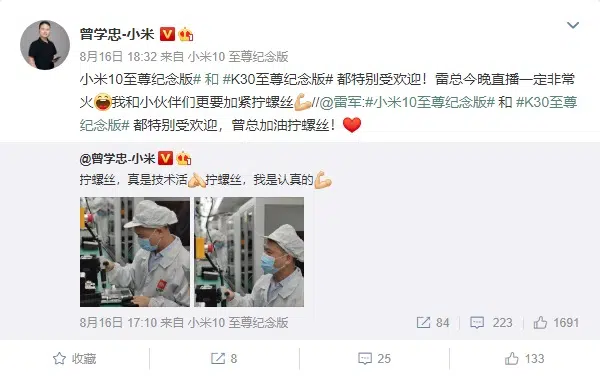 曾学忠-小米
8月16日 18:32 来自 小米10 至尊纪念版
小米10至尊纪念版# 和 #K30至尊纪念版# 都特别受欢迎！雷总今晚直播一定非常
火😄我和小伙伴们更要加紧拧螺丝💪//@雷军:#小米10至尊纪念版# 和 #K30至尊
纪念版# 都特别受欢迎，曾总加油拧螺丝！❤️
@曾学忠-小米
拧螺丝，真是技术活👏拧螺丝，我是认真的💪
8月16日 17:10 来自 小米10 至尊纪念版
84 223 1691
收藏 8 25 133